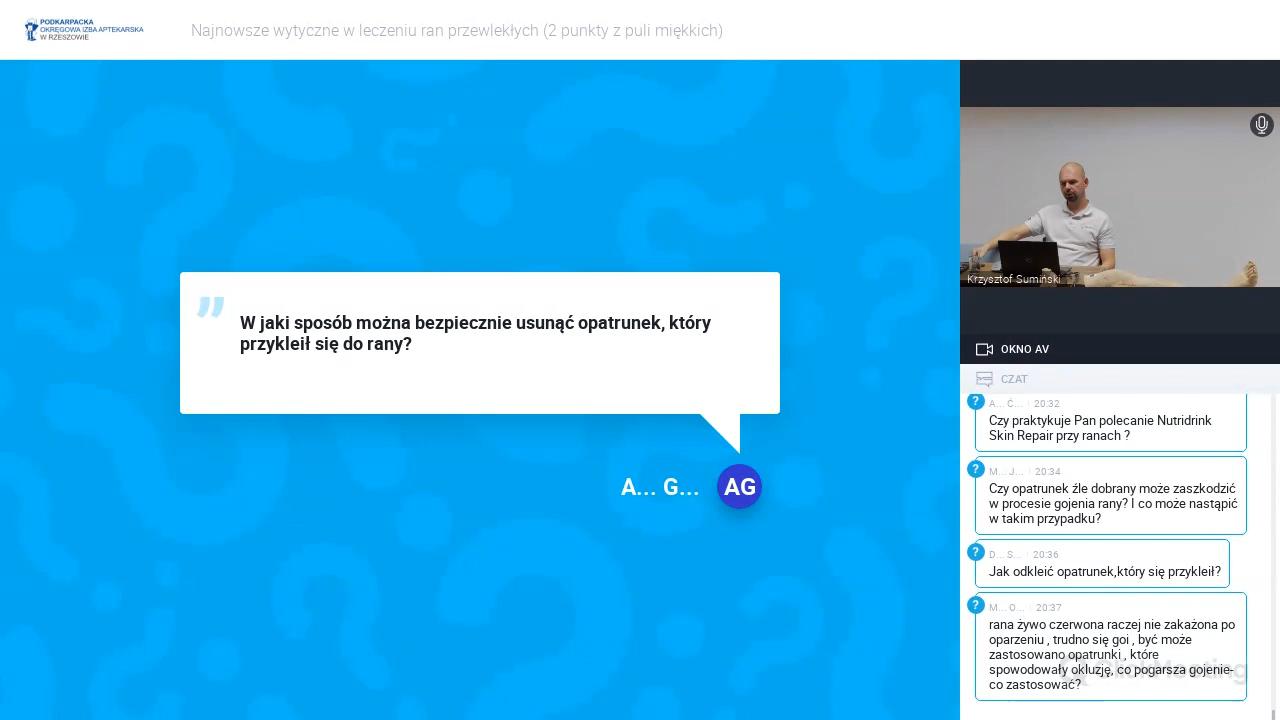 PODKARPACKA
OKRĘGOWA IZBA APTEKARSKA
W RZESZOWIE
Najnowsze wytyczne w leczeniu ran przewlekłych (2 punkty z puli miękkich)
W jaki sposób można bezpiecznie usunąć opatrunek, który
przykleił się do rany?
A... G...
AG
Krzysztof Sumiński
OKNO AV
CZAT
A... C... 20:32
Czy praktykuje Pan polecanie Nutridrink
Skin Repair przy ranach ?
M... J... 20:34
Czy opatrunek źle dobrany może zaszkodzić
w procesie gojenia rany? I co może nastąpić
w takim przypadku?
D... S... 20:36
Jak odkleić opatrunek,który się przykleił?
M... O... 20:37
rana żywo czerwona raczej nie zakażona po
oparzeniu , trudno się goi , być może
zastosowano opatrunki , które
spowodowały okluzję, co pogarsza gojenie-
co zastosować?
ClickMeeting